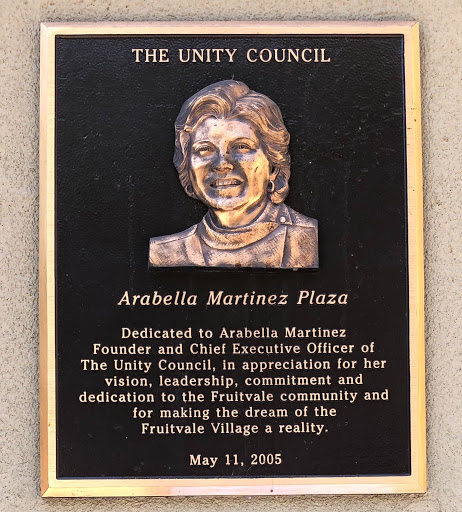 THE UNITY COUNCIL
Arabella Martinez Plaza
Dedicated to Arabella Martinez
Founder and Chief Executive Officer of
The Unity Council, in appreciation for her
vision, leadership, commitment and
dedication to the Fruitvale community and
for making the dream of the
Fruitvale Village a reality.
May 11, 2005